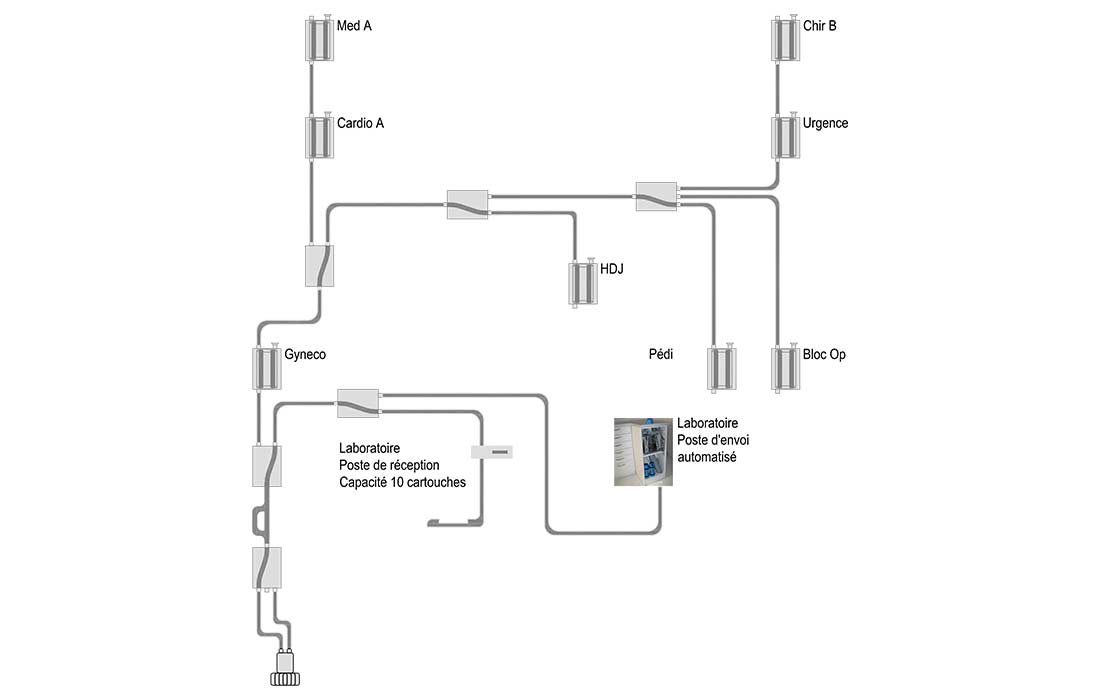 Med A
Chir B
Cardio A
Urgence
HDJ
Gyneco
Pédi
Bloc Op
Laboratoire
Poste d'envoi
automatisé
Laboratoire
Poste de réception
Capacité 10 cartouches